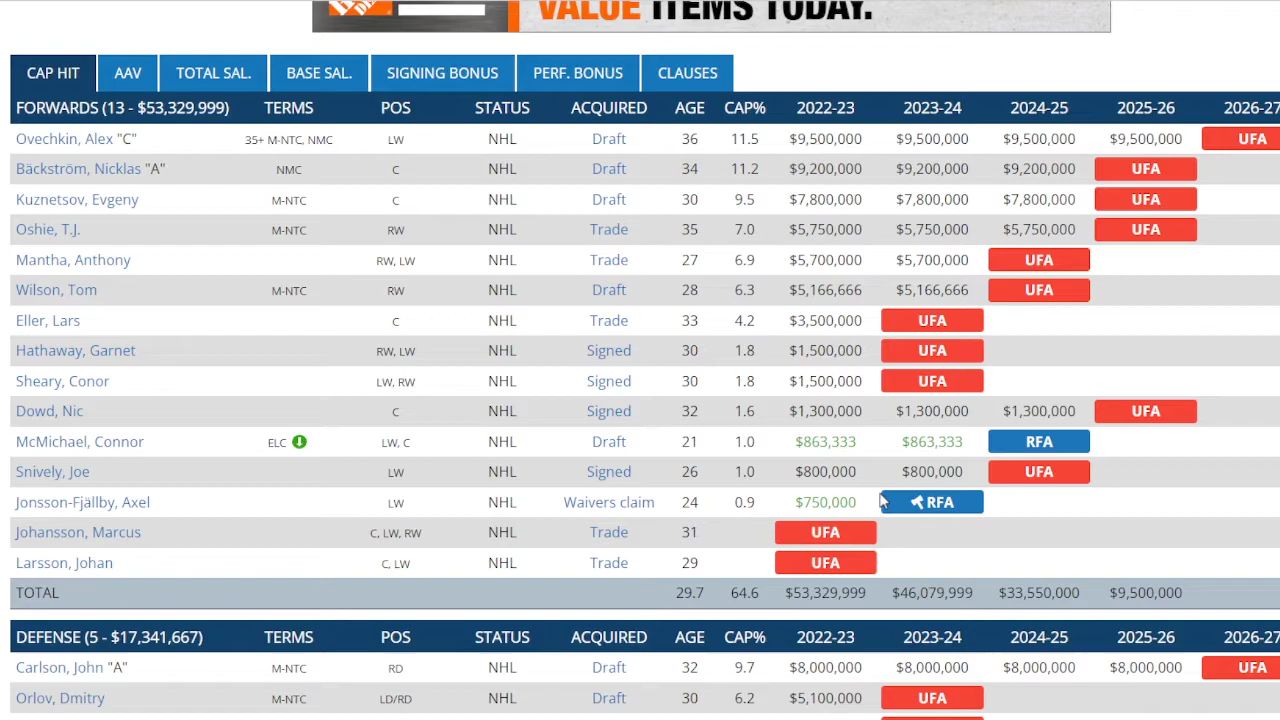 VALUE ITEMS TODAY.
CAP HIT AAV TOTAL SAL. BASE SAL. SIGNING BONUS PERF. BONUS CLAUSES
FORWARDS (13 - $53,329,999) TERMS POS STATUS ACQUIRED AGE CAP% 2022-23 2023-24 2024-25 2025-26 2026-27
Ovechkin, Alex "C" 35+ M-NTC, NMC LW NHL Draft 36 11.5 $9,500,000 $9,500,000 $9,500,000 $9,500,000 UFA
Bäckström, Nicklas "A" NMC C NHL Draft 34 11.2 $9,200,000 $9,200,000 $9,200,000 UFA
Kuznetsov, Evgeny M-NTC C NHL Draft 30 9.5 $7,800,000 $7,800,000 $7,800,000 UFA
Oshie, T.J. M-NTC RW NHL Trade 35 7.0 $5,750,000 $5,750,000 $5,750,000 UFA
Mantha, Anthony RW, LW NHL Trade 27 6.9 $5,700,000 $5,700,000 UFA
Wilson, Tom M-NTC RW NHL Draft 28 6.3 $5,166,666 $5,166,666 UFA
Eller, Lars C NHL Trade 33 4.2 $3,500,000 UFA
Hathaway, Garnet RW, LW NHL Signed 30 1.8 $1,500,000 UFA
Sheary, Conor LW, RW NHL Signed 30 1.8 $1,500,000 UFA
Dowd, Nic C NHL Signed 32 1.6 $1,300,000 $1,300,000 $1,300,000 UFA
McMichael, Connor ELC LW, C NHL Draft 21 1.0 $863,333 $863,333 RFA
Snively, Joe LW NHL Signed 26 1.0 $800,000 $800,000 UFA
Jonsson-Fjällby, Axel LW NHL Waivers claim 24 0.9 $750,000 RFA
Johansson, Marcus C, LW, RW NHL Trade 31 UFA
Larsson, Johan C, LW NHL Trade 29 UFA
TOTAL 29.7 64.6 $53,329,999 $46,079,999 $33,550,000 $9,500,000
DEFENSE (5 - $17,341,667) TERMS POS STATUS ACQUIRED AGE CAP% 2022-23 2023-24 2024-25 2025-26 2026-27
Carlson, John "A" M-NTC RD NHL Draft 32 9.7 $8,000,000 $8,000,000 $8,000,000 $8,000,000 UFA
Orlov, Dmitry M-NTC LD/RD NHL Draft 30 6.2 $5,100,000 UFA